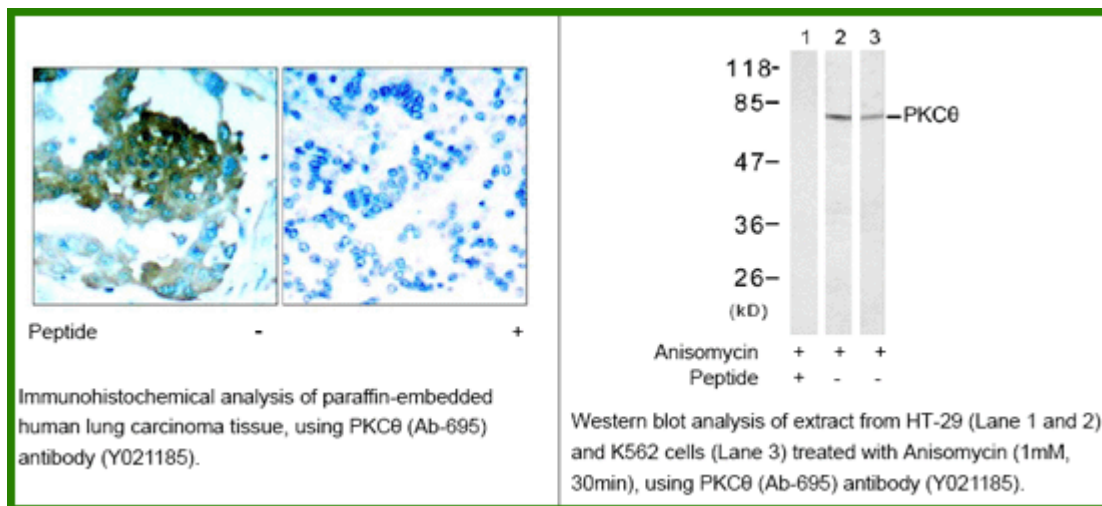 Peptide - +
Immunohistochemical analysis of paraffin-embedded
human lung carcinoma tissue, using PKCθ (Ab-695)
antibody (Y021185).
1 2 3
118-
85-
PKCθ
47-
36-
26-
(kD)
Anisomycin + + +
Peptide + - -
Western blot analysis of extract from HT-29 (Lane 1 and 2)
and K562 cells (Lane 3) treated with Anisomycin (1mM,
30min), using PKCθ (Ab-695) antibody (Y021185).